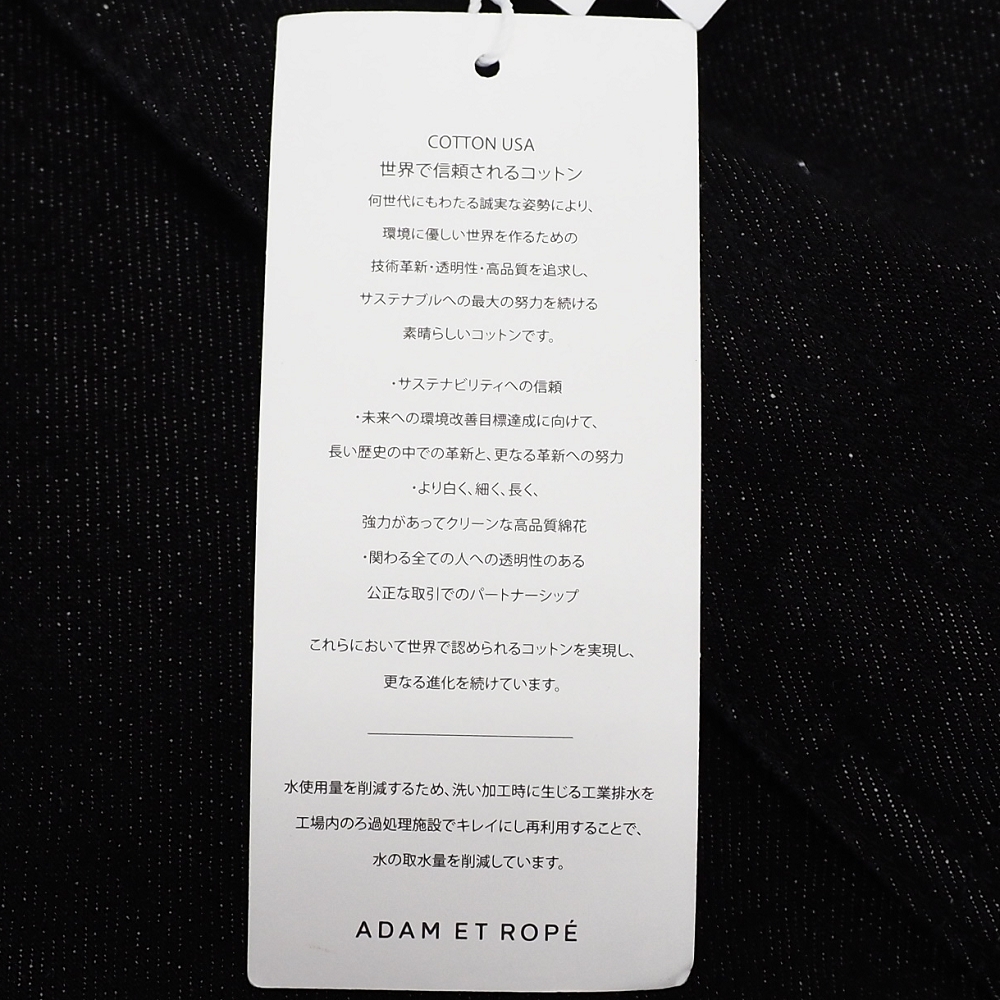 COTTON USA
世界で信頼されるコットン
何世代にもわたる誠実な姿勢により、
環境に優しい世界を作るための
技術革新・透明性・高品質を追求し、
サステナブルへの最大の努力を続ける
素晴らしいコットンです。
・サステナビリティへの信頼
・未来への環境改善目標達成に向けて、
長い歴史の中での革新と、更なる革新への努力
・より白く、細く、長く、
強力があってクリーンな高品質綿花
・関わる全ての人への透明性のある
公正な取引でのパートナーシップ
これらにおいて世界で認められるコットンを実現し、
更なる進化を続けています。
水使用量を削減するため、洗い加工時に生じる工業排水を
工場内のろ過処理施設でキレイにし再利用することで、
水の取水量を削減しています。
ADAM ET ROPÉ